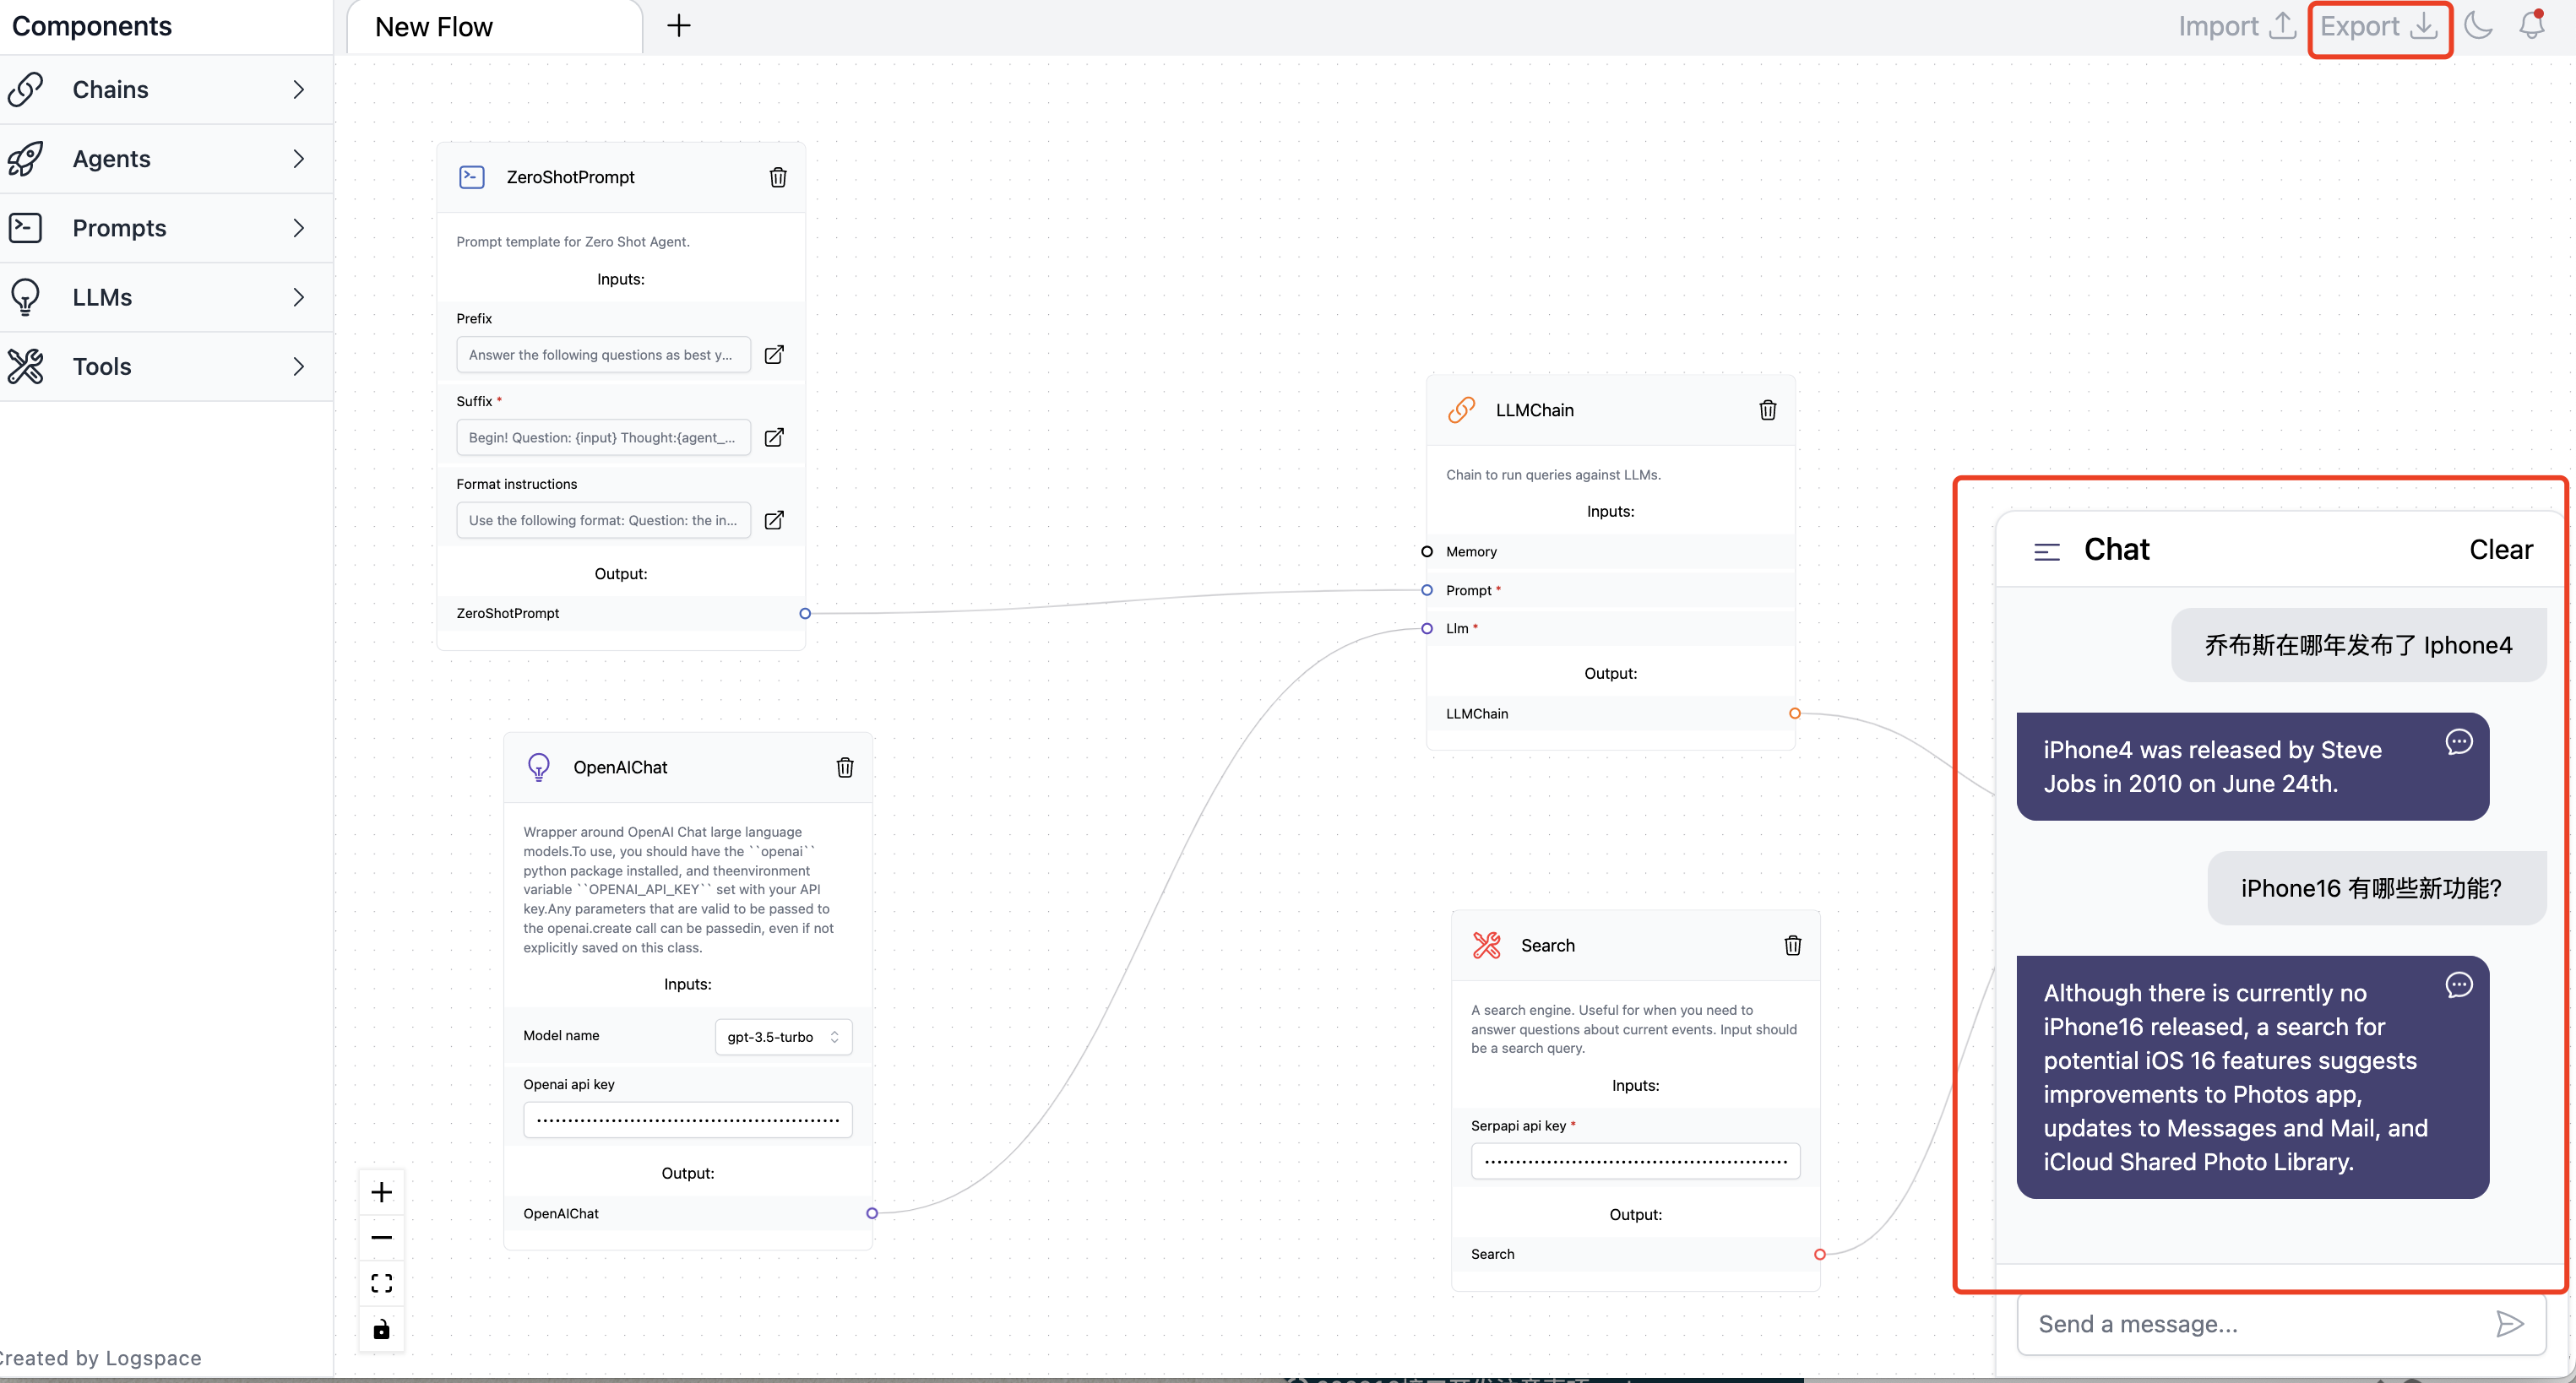 Components
New Flow
Import
Export
Chains
Agents
Prompts
LLMs
Tools
Created by Logspace
ZeroShotPrompt
Prompt template for Zero Shot Agent.
Inputs:
Prefix
Answer the following questions as best y...
Suffix *
Begin! Question: {input} Thought:{agent_...
Format instructions
Use the following format: Question: the in...
Output:
ZeroShotPrompt
OpenAIChat
Wrapper around OpenAI Chat large language
models.To use, you should have the ``openai``
python package installed, and theenvironment
variable ``OPENAI_API_KEY`` set with your API
key.Any parameters that are valid to be passed to
the openai.create call can be passedin, even if not
explicitly saved on this class.
Inputs:
Model name
gpt-3.5-turbo
Openai api key
Output:
OpenAIChat
LLMChain
Chain to run queries against LLMs.
Inputs:
Memory
Prompt *
Llm *
Output:
LLMChain
Search
A search engine. Useful for when you need to
answer questions about current events. Input should
be a search query.
Inputs:
Serpapi api key *
Output:
Search
Chat
Clear
乔布斯在哪年发布了 Iphone4
iPhone4 was released by Steve
Jobs in 2010 on June 24th.
iPhone16 有哪些新功能?
Although there is currently no
iPhone16 released, a search for
potential iOS 16 features suggests
improvements to Photos app,
updates to Messages and Mail, and
iCloud Shared Photo Library.
Send a message...